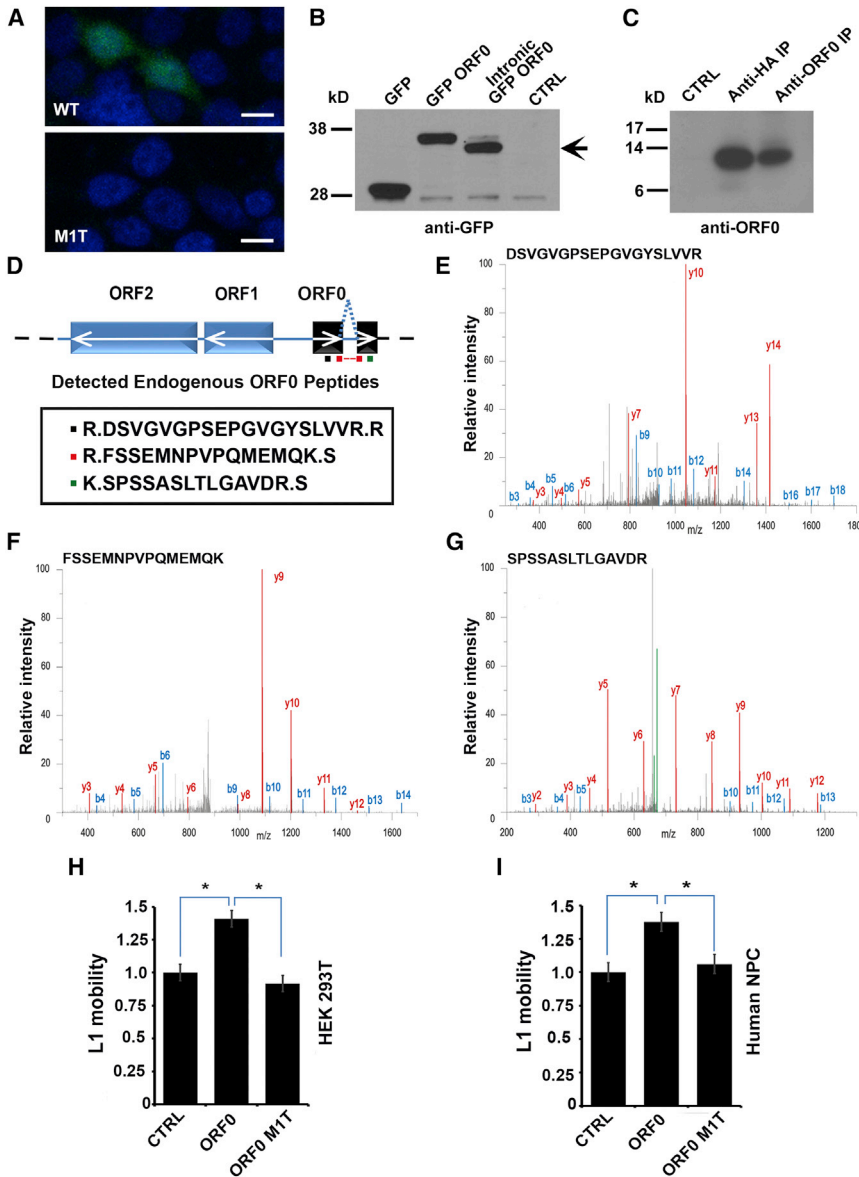 A
WT
M1T
B
kD
GFP
GFP ORF0
Intronic
GFP ORF0
CTRL
38
28
anti-GFP
C
kD
CTRL
Anti-HA IP
Anti-ORF0 IP
17
14
6
anti-ORF0
D
ORF2
ORF1
ORF0
Detected Endogenous ORF0 Peptides
R.DSVGVGPSEPGVGYSLVVR.R
R.FSSEMNPVPQMEMQK.S
K.SPSSASLTLGAVDR.S
E
DSVGVGPSEPGVGYSLVVR
Relative intensity
100
80
60
40
20
0
b3
b4
y3
b5
y4
b6
y5
y7
b9
b10
b11
y10
b12
y11
b14
y13
y14
b16
b17
b18
400
600
800
1000
1200
1400
1600
1800
m/z
F
FSSEMNPVPQMEMQK
Relative intensity
100
80
60
40
20
0
y3
b4
y4
b5
y5
b6
y6
b9
y8
y9
b10
y10
b11
y11
b12
y12
b13
b14
400
600
800
1000
1200
1400
1600
m/z
G
SPSSASLTLGAVDR
Relative intensity
100
80
60
40
20
0
b3
y2
b4
y3
b5
y4
y5
y6
y7
y8
b10
y9
b11
y10
b12
y11
y12
b13
200
400
600
800
1000
1200
m/z
H
L1 mobility
1.5
1.25
1.0
0.75
0.5
0.25
0
*
*
CTRL
ORF0
ORF0 M1T
HEK 293T
I
L1 mobility
1.5
1.25
1.0
0.75
0.5
0.25
0
*
*
CTRL
ORF0
ORF0 M1T
Human NPC